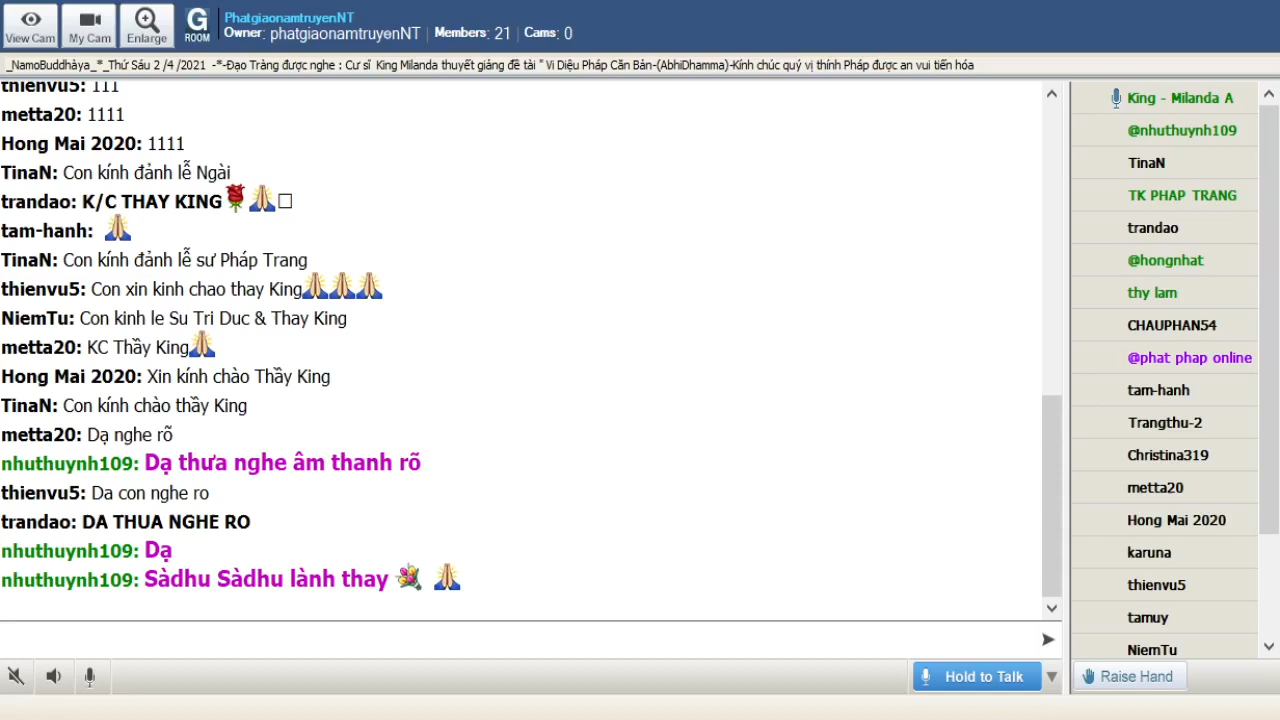 View Cam
My Cam
Enlarge
G
ROOM
PhatgiaonamtruyenNT
Owner: phatgiaonamtruyenNT | Members: 21 | Cams: 0
_NamoBuddhàya_*_Thứ Sáu 2 /4 /2021 -*-Đạo Tràng được nghe : Cư sĩ King Milanda thuyết giảng đề tài " Vi Diệu Pháp Căn Bản-(AbhiDhamma)-Kính chúc quý vị thính Pháp được an vui tiến hóa
thienvu5: 111
metta20: 1111
Hong Mai 2020: 1111
TinaN: Con kính đảnh lễ Ngài
trandao: K/C THAY KING
tam-hanh:
TinaN: Con kính đảnh lễ sư Pháp Trang
thienvu5: Con xin kinh chao thay King
NiemTu: Con kinh le Su Tri Duc & Thay King
metta20: KC Thầy King
Hong Mai 2020: Xin kính chào Thầy King
TinaN: Con kính chào thầy King
metta20: Dạ nghe rõ
nhuthuynh109: Dạ thưa nghe âm thanh rõ
thienvu5: Da con nghe ro
trandao: DA THUA NGHE RO
nhuthuynh109: Dạ
nhuthuynh109: Sàdhu Sàdhu lành thay
King - Milanda A
@nhuthuynh109
TinaN
TK PHAP TRANG
trandao
@hongnhat
thy lam
CHAUPHAN54
@phat phap online
tam-hanh
Trangthu-2
Christina319
metta20
Hong Mai 2020
karuna
thienvu5
tamuy
NiemTu
Hold to Talk
Raise Hand